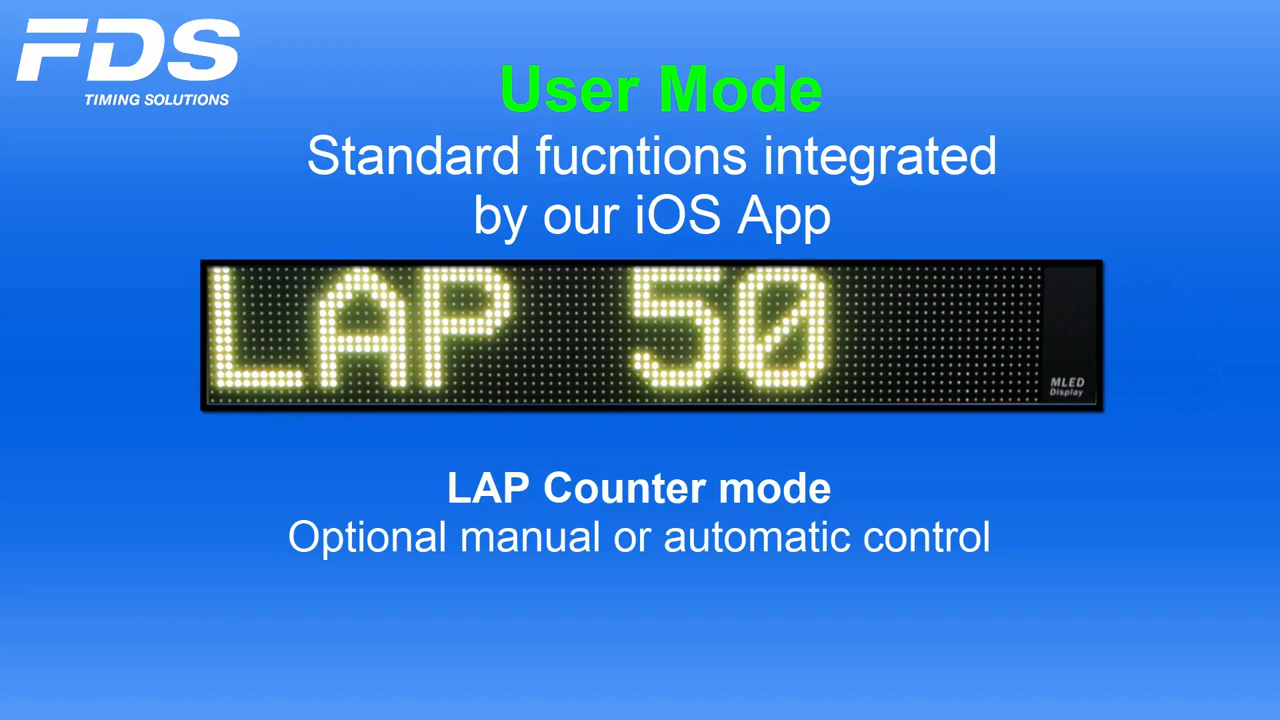 FDS
TIMING SOLUTIONS
User Mode
Standard fucntions integrated
by our iOS App
LAP 50
MLED
Display
LAP Counter mode
Optional manual or automatic control